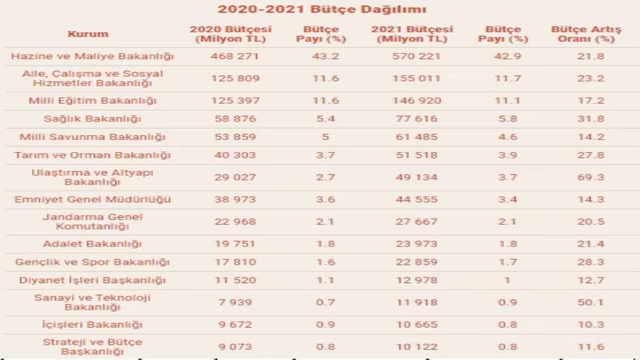 2020-2021 Bütçe Dağılımı
Kurum 2020 Bütçesi (Milyon TL) Bütçe Payı (%) 2021 Bütçesi (Milyon TL) Bütçe Payı (%) Bütçe Artış Oranı (%)
Hazine ve Maliye Bakanlığı 468 271 43.2 570 221 42.9 21.8
Aile, Çalışma ve Sosyal Hizmetler Bakanlığı 125 809 11.6 155 011 11.7 23.2
Milli Eğitim Bakanlığı 125 397 11.6 146 920 11.1 17.2
Sağlık Bakanlığı 58 876 5.4 77 616 5.8 31.8
Milli Savunma Bakanlığı 53 859 5 61 485 4.6 14.2
Tarım ve Orman Bakanlığı 40 303 3.7 51 518 3.9 27.8
Ulaştırma ve Altyapı Bakanlığı 29 027 2.7 49 134 3.7 69.3
Emniyet Genel Müdürlüğü 38 973 3.6 44 555 3.4 14.3
Jandarma Genel Komutanlığı 22 968 2.1 27 667 2.1 20.5
Adalet Bakanlığı 19 751 1.8 23 973 1.8 21.4
Gençlik ve Spor Bakanlığı 17 810 1.6 22 859 1.7 28.3
Diyanet İşleri Başkanlığı 11 520 1.1 12 978 1 12.7
Sanayi ve Teknoloji Bakanlığı 7 939 0.7 11 918 0.9 50.1
İçişleri Bakanlığı 9 672 0.9 10 665 0.8 10.3
Strateji ve Bütçe Başkanlığı 9 073 0.8 10 122 0.8 11.6